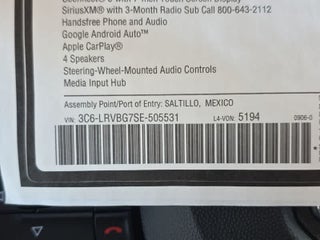 SiriusXM® with 3-Month Radio Sub Call 800-643-2112
Handsfree Phone and Audio
Google Android Auto™
Apple CarPlay®
4 Speakers
Steering-Wheel-Mounted Audio Controls
Media Input Hub
Assembly Point/Port of Entry: SALTILLO, MEXICO
VIN: 3C6-LRVBG7SE-505531 L4-VON: 5194 0906-0